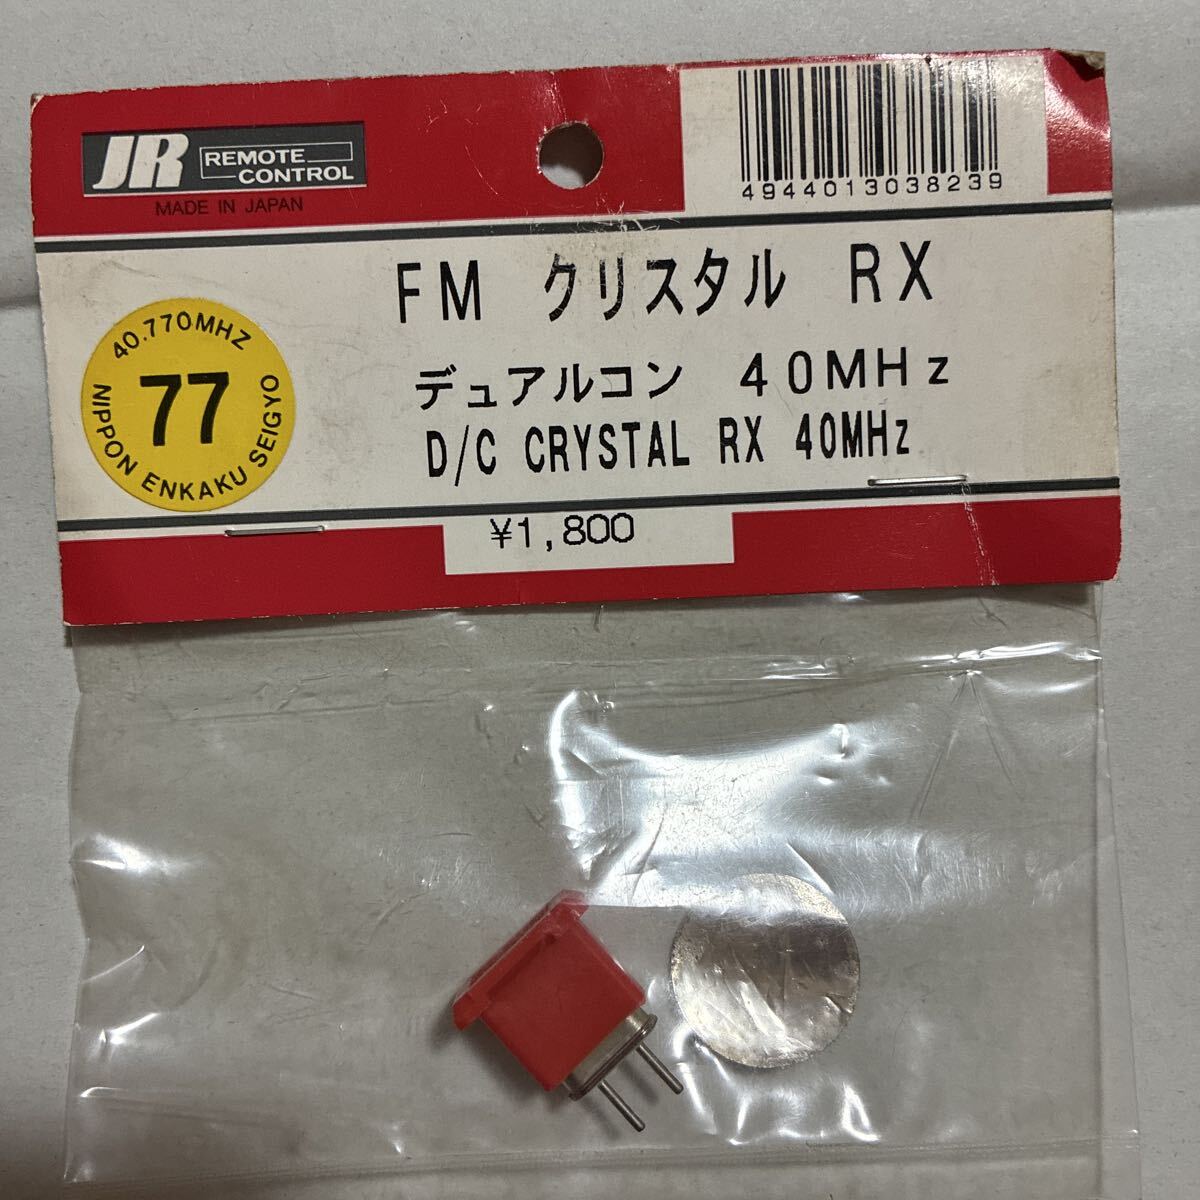 JR REMOTE CONTROL
MADE IN JAPAN
4944013038239
FM クリスタル RX
デュアルコン 40MHz
D/C CRYSTAL RX 40MHz
40.770MHZ
77
NIPPON ENKAKU SEIGYO
¥1,800